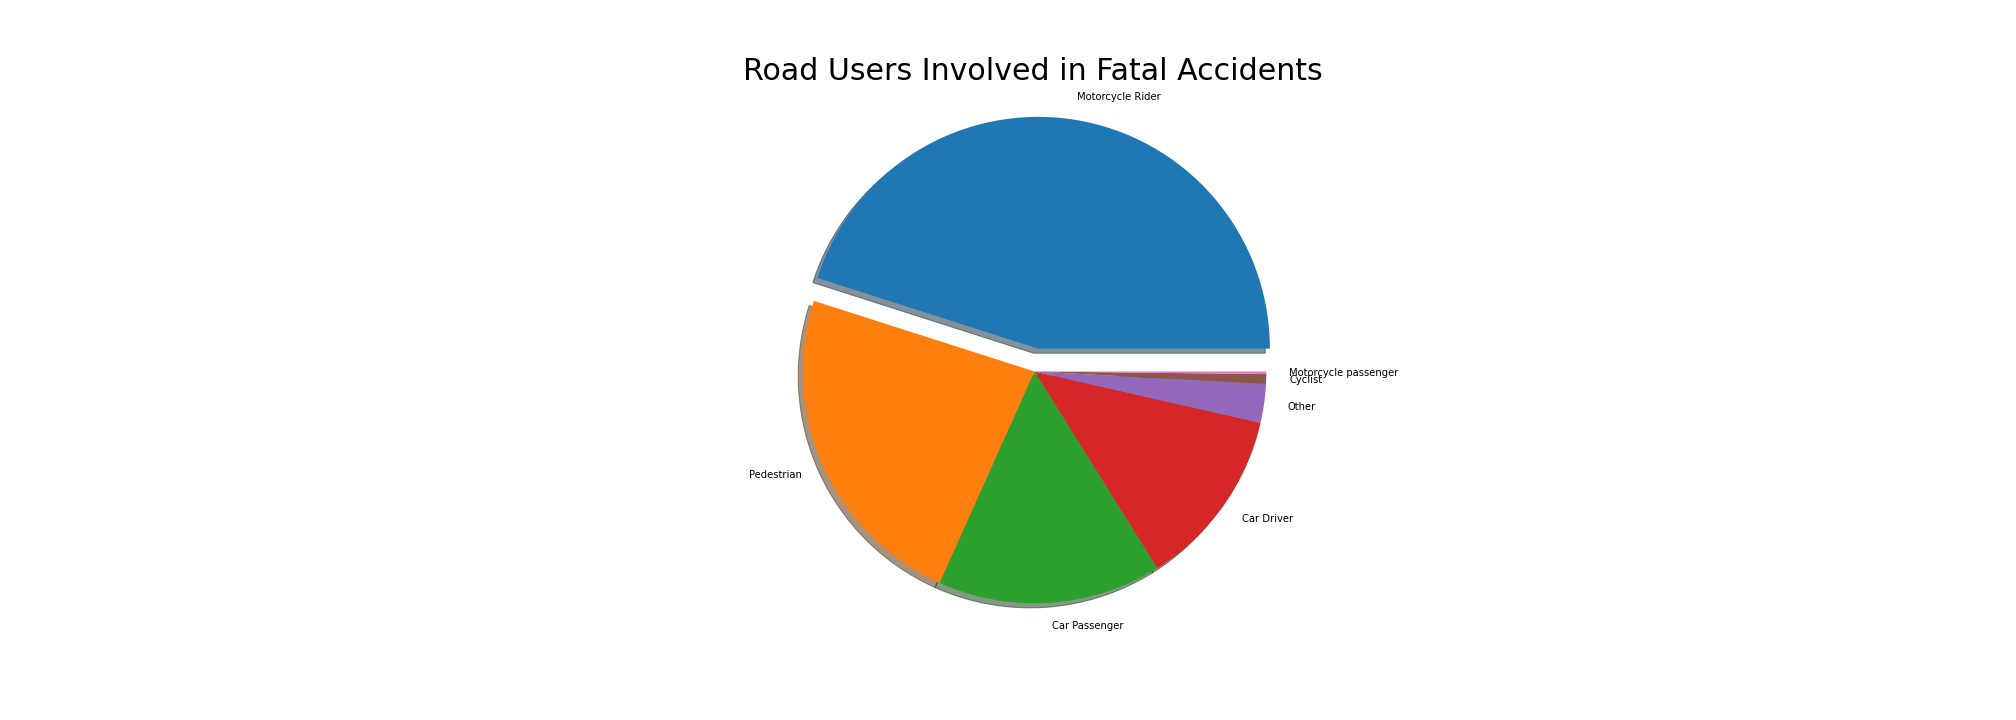 Road Users Involved in Fatal Accidents
Motorcycle Rider
Motorcycle passenger
Cyclist
Other
Pedestrian
Car Driver
Car Passenger